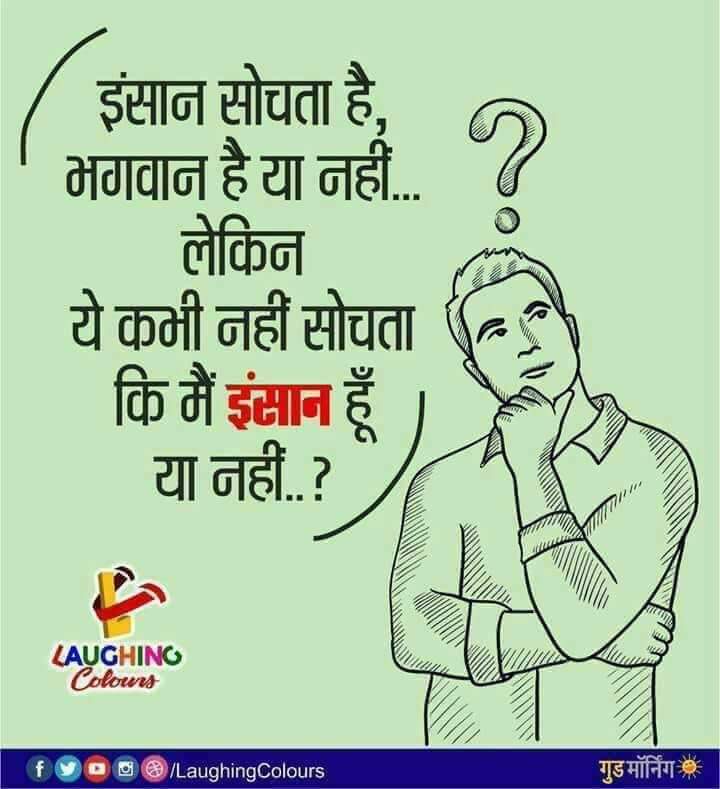 इंसान सोचता है,
भगवान है या नहीं...
लेकिन
ये कभी नहीं सोचता
कि मैं इंसान हूँ
या नहीं..?
LAUGHING
Colours
/LaughingColours
गुड मॉर्निंग